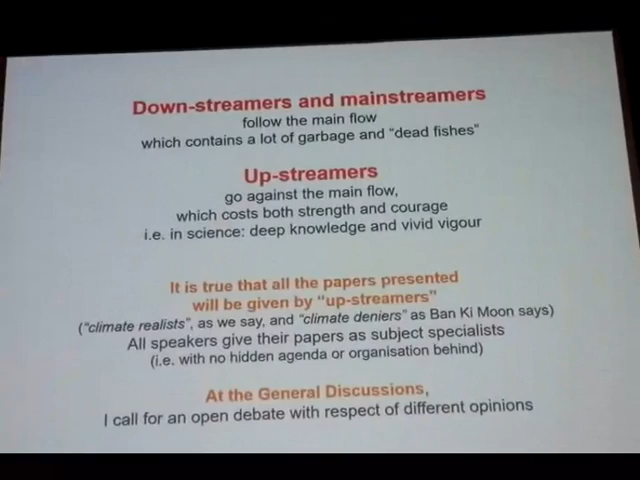 Down-streamers and mainstreamers
follow the main flow
which contains a lot of garbage and "dead fishes"
Up-streamers
go against the main flow,
which costs both strength and courage
i.e. in science: deep knowledge and vivid vigour
It is true that all the papers presented
will be given by "up-streamers"
("climate realists", as we say, and "climate deniers" as Ban Ki Moon says)
All speakers give their papers as subject specialists
(i.e. with no hidden agenda or organisation behind)
At the General Discussions,
I call for an open debate with respect of different opinions